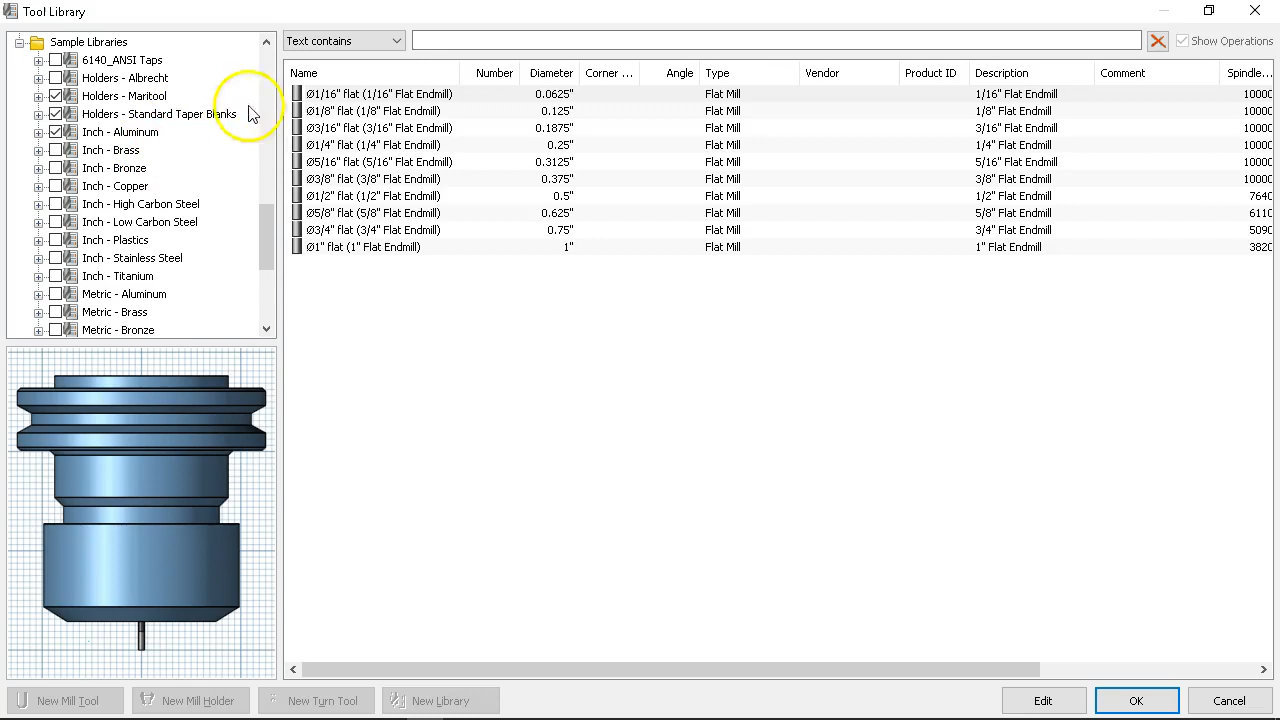 Tool Library
Sample Libraries
6140_ANSI Taps
Holders - Albrecht
Holders - Maritool
Holders - Standard Taper Blanks
Inch - Aluminum
Inch - Brass
Inch - Bronze
Inch - Copper
Inch - High Carbon Steel
Inch - Low Carbon Steel
Inch - Plastics
Inch - Stainless Steel
Inch - Titanium
Metric - Aluminum
Metric - Brass
Metric - Bronze
Text contains
Show Operations
Name Number Diameter Corner ... Angle Type Vendor Product ID Description Comment Spindle...
Ø1/16" flat (1/16" Flat Endmill) 0.0625" Flat Mill 1/16" Flat Endmill 10000
Ø1/8" flat (1/8" Flat Endmill) 0.125" Flat Mill 1/8" Flat Endmill 10000
Ø3/16" flat (3/16" Flat Endmill) 0.1875" Flat Mill 3/16" Flat Endmill 10000
Ø1/4" flat (1/4" Flat Endmill) 0.25" Flat Mill 1/4" Flat Endmill 10000
Ø5/16" flat (5/16" Flat Endmill) 0.3125" Flat Mill 5/16" Flat Endmill 10000
Ø3/8" flat (3/8" Flat Endmill) 0.375" Flat Mill 3/8" Flat Endmill 10000
Ø1/2" flat (1/2" Flat Endmill) 0.5" Flat Mill 1/2" Flat Endmill 7640
Ø5/8" flat (5/8" Flat Endmill) 0.625" Flat Mill 5/8" Flat Endmill 6110
Ø3/4" flat (3/4" Flat Endmill) 0.75" Flat Mill 3/4" Flat Endmill 5090
Ø1" flat (1" Flat Endmill) 1" Flat Mill 1" Flat Endmill 3820
New Mill Tool New Mill Holder New Turn Tool New Library Edit OK Cancel